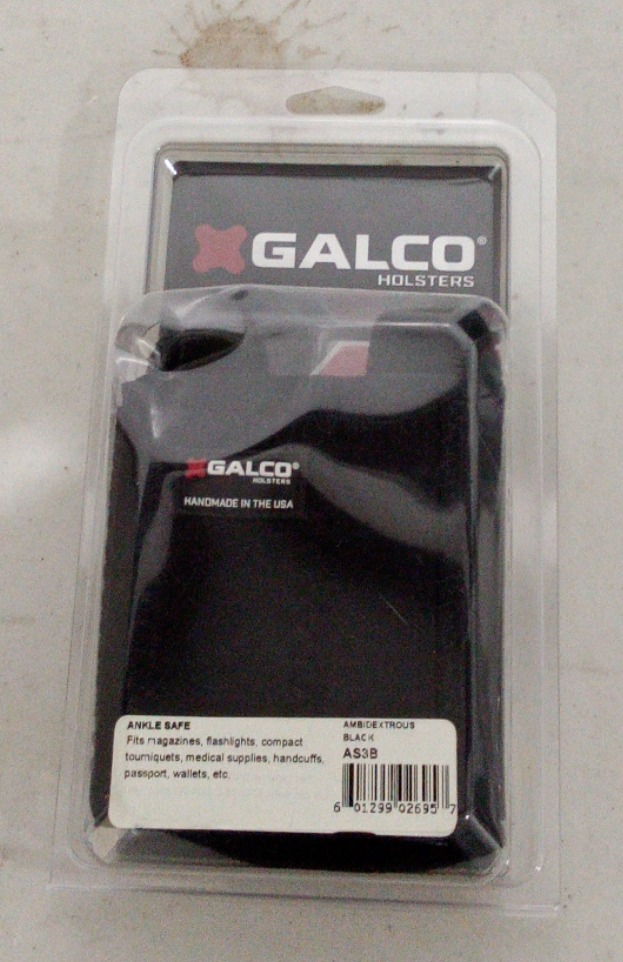 GALCO®
HOLSTERS
GALCO®
HOLSTERS
HANDMADE IN THE USA
ANKLE SAFE
Fits magazines, flashlights, compact
tourniquets, medical supplies, handcuffs,
passport, wallets, etc.
AMBIDEXTROUS
BLACK
AS3B
6 01299 02695 7